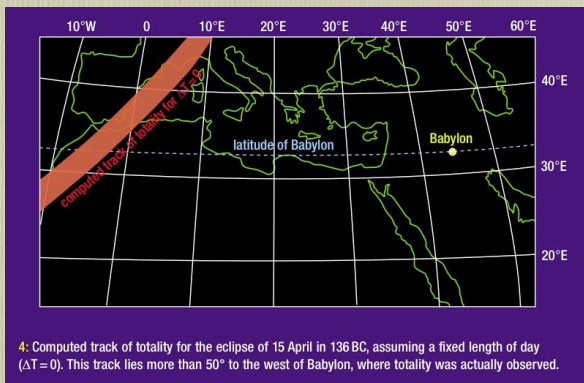 10°W 0 10°E 20°E 30°E 40°E 50°E 60°E
40°E
computed track of totality for ΔT= 0
latitude of Babylon
Babylon
30°E
20°E
4: Computed track of totality for the eclipse of 15 April in 136 BC, assuming a fixed length of day
(ΔT= 0). This track lies more than 50° to the west of Babylon, where totality was actually observed.